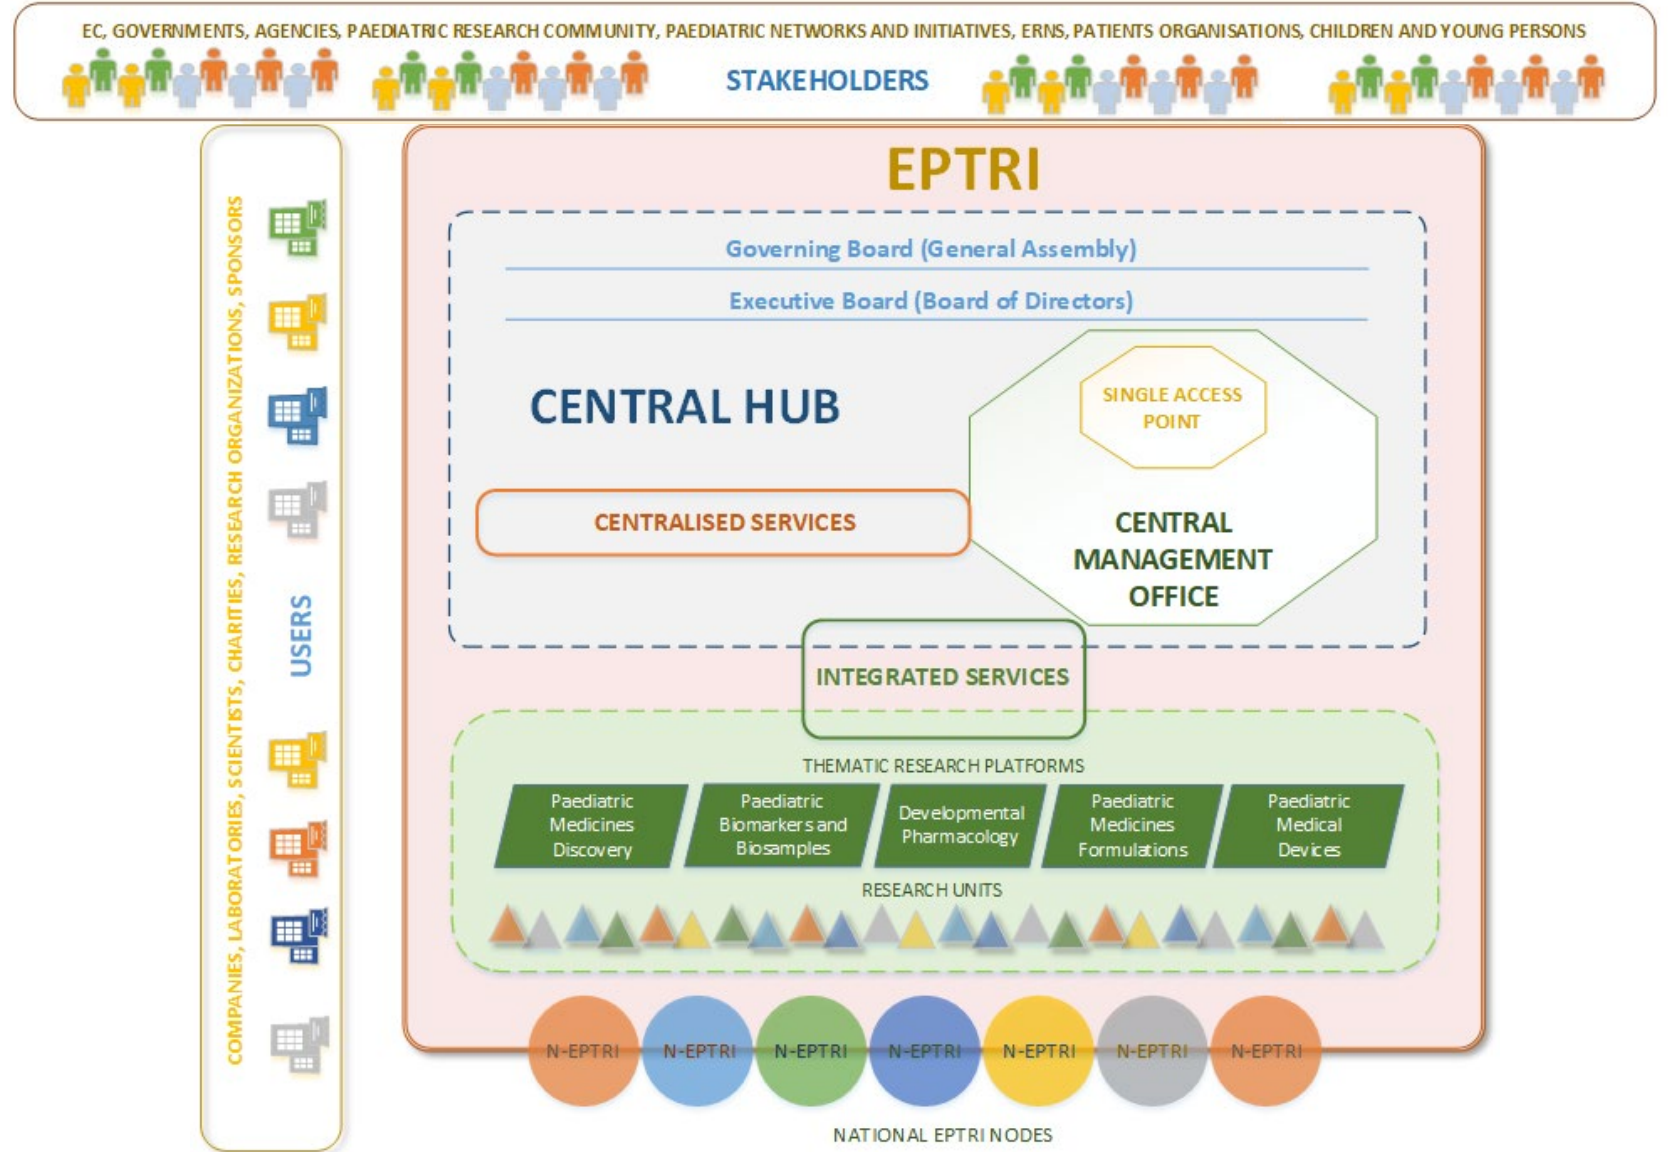 EC, GOVERNMENTS, AGENCIES, PAEDIATRIC RESEARCH COMMUNITY, PAEDIATRIC NETWORKS AND INITIATIVES, ERNS, PATIENTS ORGANISATIONS, CHILDREN AND YOUNG PERSONS
STAKEHOLDERS
COMPANIES, LABORATORIES, SCIENTISTS, CHARITIES, RESEARCH ORGANIZATIONS, SPONSORS
USERS
EPTRI
Governing Board (General Assembly)
Executive Board (Board of Directors)
CENTRAL HUB
SINGLE ACCESS
POINT
CENTRALISED SERVICES
CENTRAL
MANAGEMENT
OFFICE
INTEGRATED SERVICES
THEMATIC RESEARCH PLATFORMS
Paediatric
Medicines
Discovery
Paediatric
Biomarkers and
Biosamples
Developmental
Pharmacology
Paediatric
Medicines
Formulations
Paediatric
Medical
Devices
RESEARCH UNITS
N-EPTRI
N-EPTRI
N-EPTRI
N-EPTRI
N-EPTRI
N-EPTRI
N-EPTRI
NATIONAL EPTRI NODES